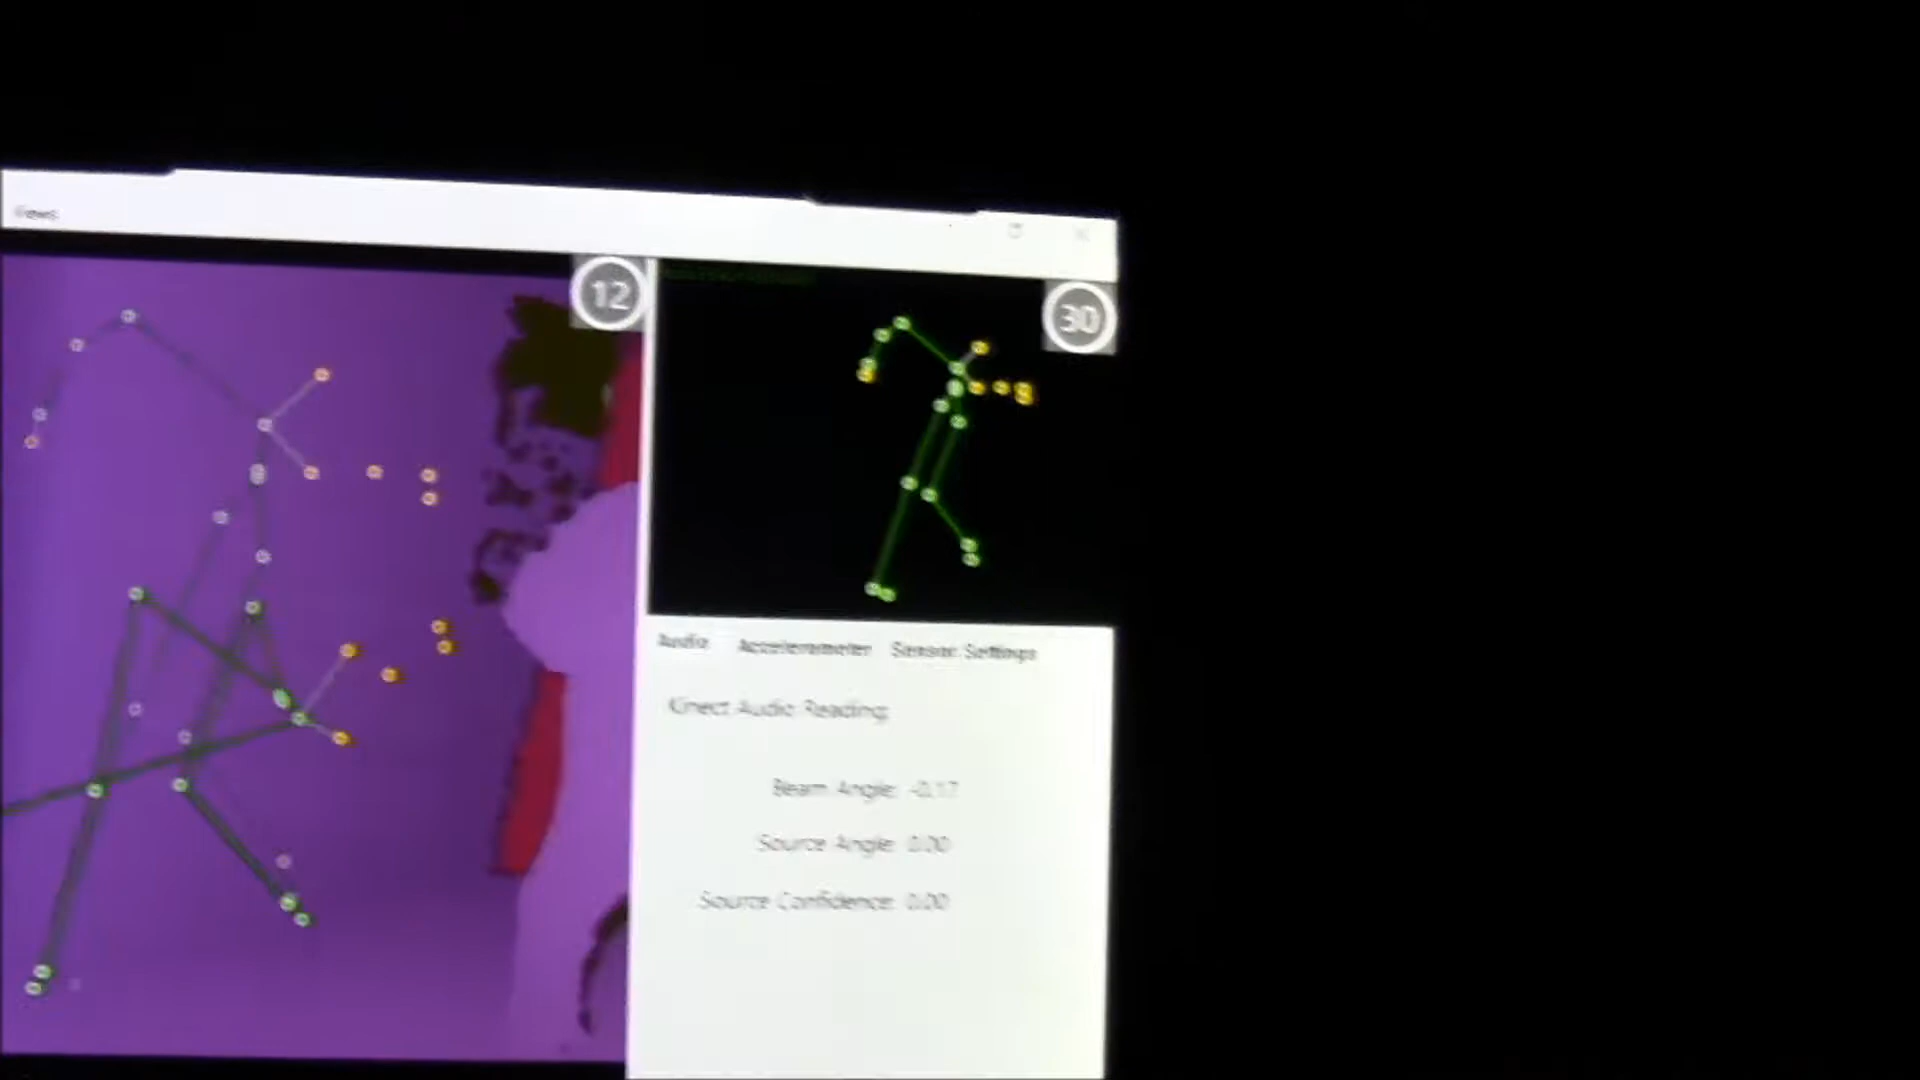 Views
12
30
Audio Accelerometer Sensor Settings
Kinect Audio Reading
Beam Angle: -0.17
Source Angle: 0.00
Source Confidence: 0.00